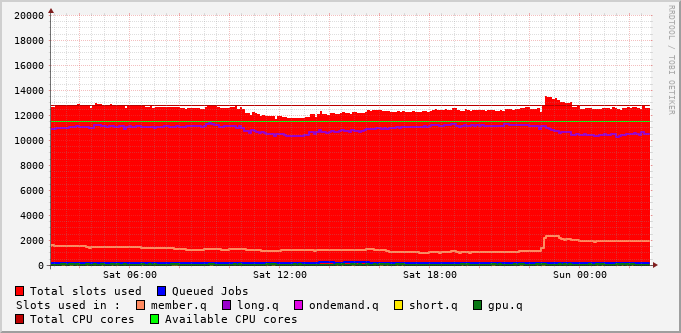 20000
18000
16000
14000
12000
10000
8000
6000
4000
2000
0
Sat 06:00 Sat 12:00 Sat 18:00 Sun 00:00
RRDTOOL / TOBI OETIKER
Total slots used Queued Jobs
Slots used in : member.q long.q ondemand.q short.q gpu.q
Total CPU cores Available CPU cores